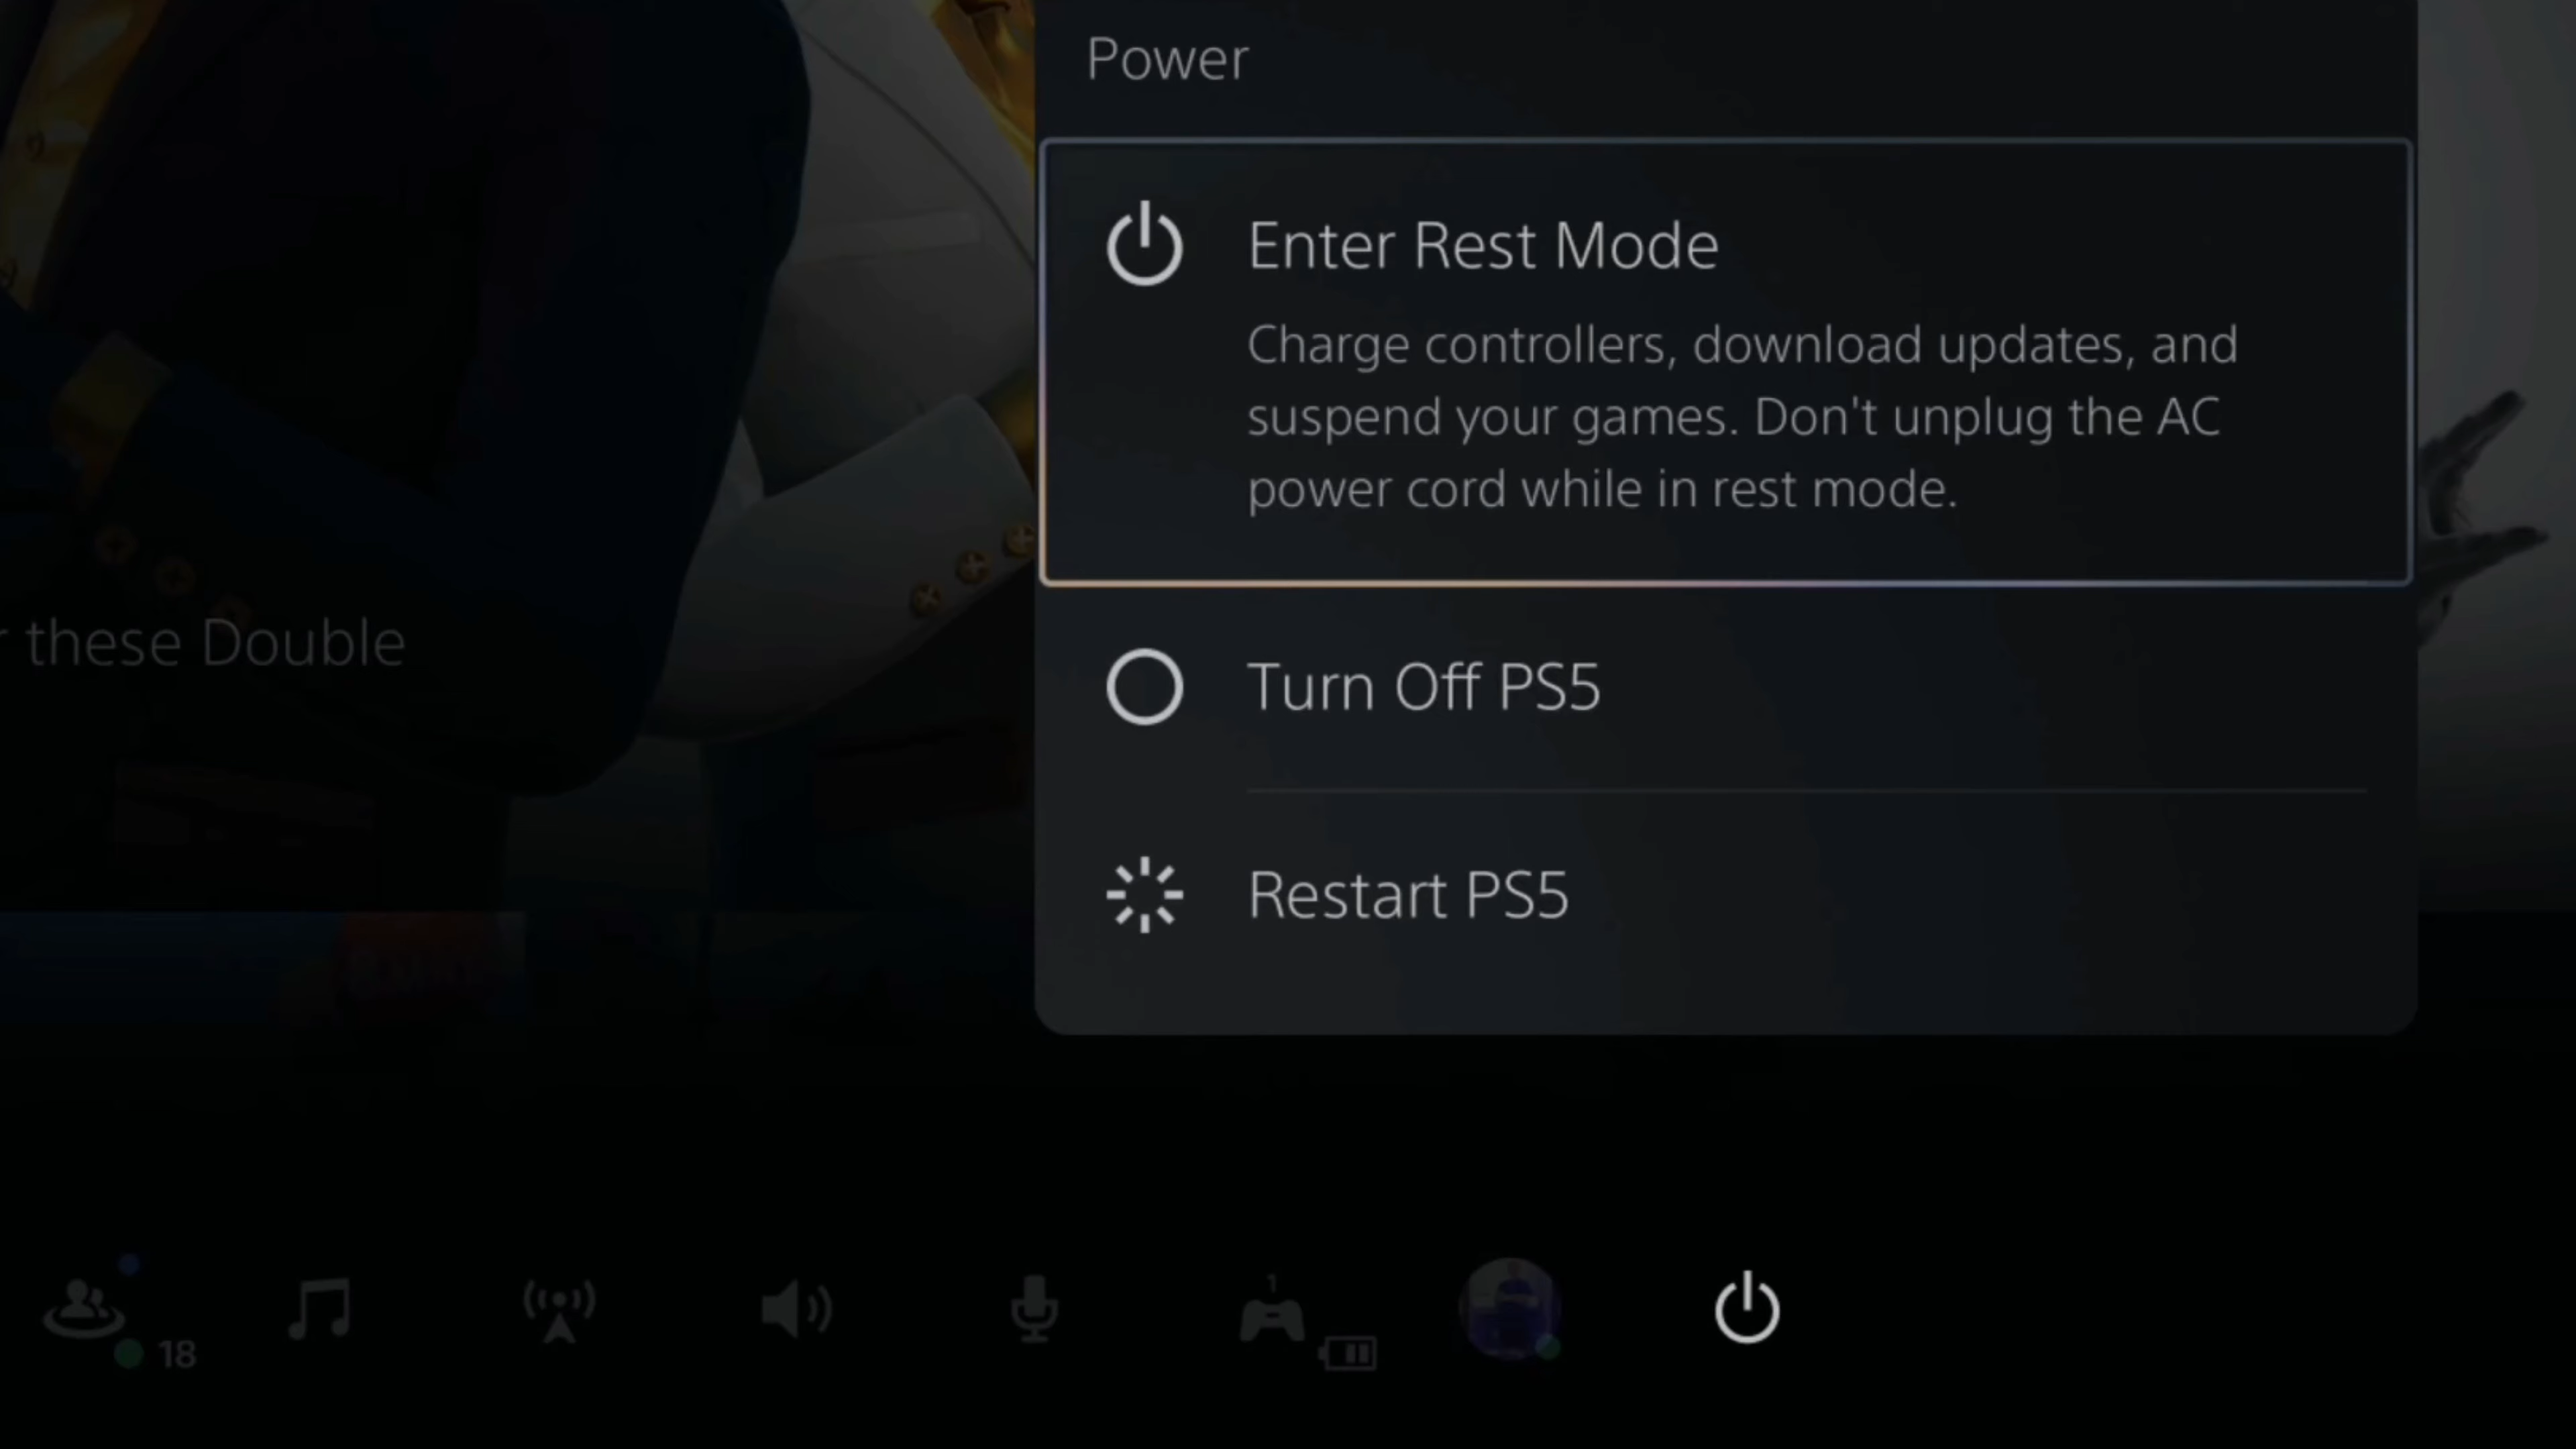 Power
Enter Rest Mode
Charge controllers, download updates, and
suspend your games. Don't unplug the AC
power cord while in rest mode.
these Double
Turn Off PS5
Restart PS5
1
18